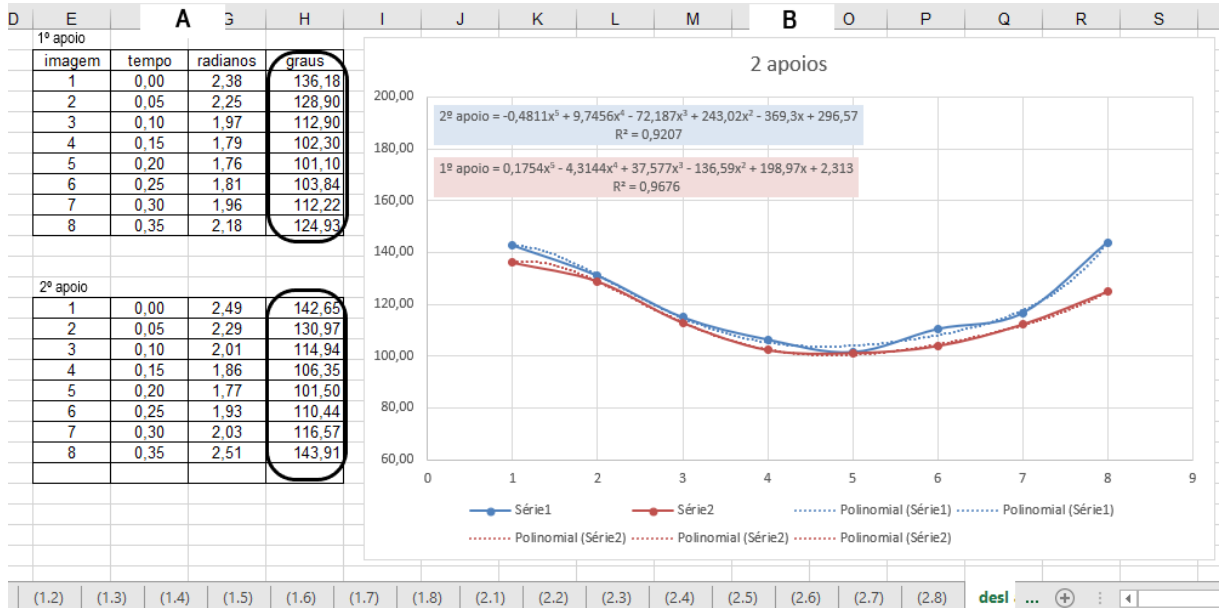 D E A G H I J K L M B O P Q R S
1º apoio
imagem tempo radianos graus
1 0,00 2,38 136,18
2 0,05 2,25 128,90
3 0,10 1,97 112,90
4 0,15 1,79 102,30
5 0,20 1,76 101,10
6 0,25 1,81 103,84
7 0,30 1,96 112,22
8 0,35 2,18 124,93
2º apoio
1 0,00 2,49 142,65
2 0,05 2,29 130,97
3 0,10 2,01 114,94
4 0,15 1,86 106,35
5 0,20 1,77 101,50
6 0,25 1,93 110,44
7 0,30 2,03 116,57
8 0,35 2,51 143,91
2 apoios
2º apoio = -0,4811x⁵ + 9,7456x⁴ - 72,187x³ + 243,02x² - 369,3x + 296,57
R² = 0,9207
1º apoio = 0,1754x⁵ - 4,3144x⁴ + 37,577x³ - 136,59x² + 198,97x + 2,313
R² = 0,9676
200,00
180,00
160,00
140,00
120,00
100,00
80,00
60,00
0 1 2 3 4 5 6 7 8 9
Série1 Série2 Polinomial (Série1) Polinomial (Série1)
Polinomial (Série2) Polinomial (Série2) Polinomial (Série2)
(1.2) (1.3) (1.4) (1.5) (1.6) (1.7) (1.8) (2.1) (2.2) (2.3) (2.4) (2.5) (2.6) (2.7) (2.8) desl ...